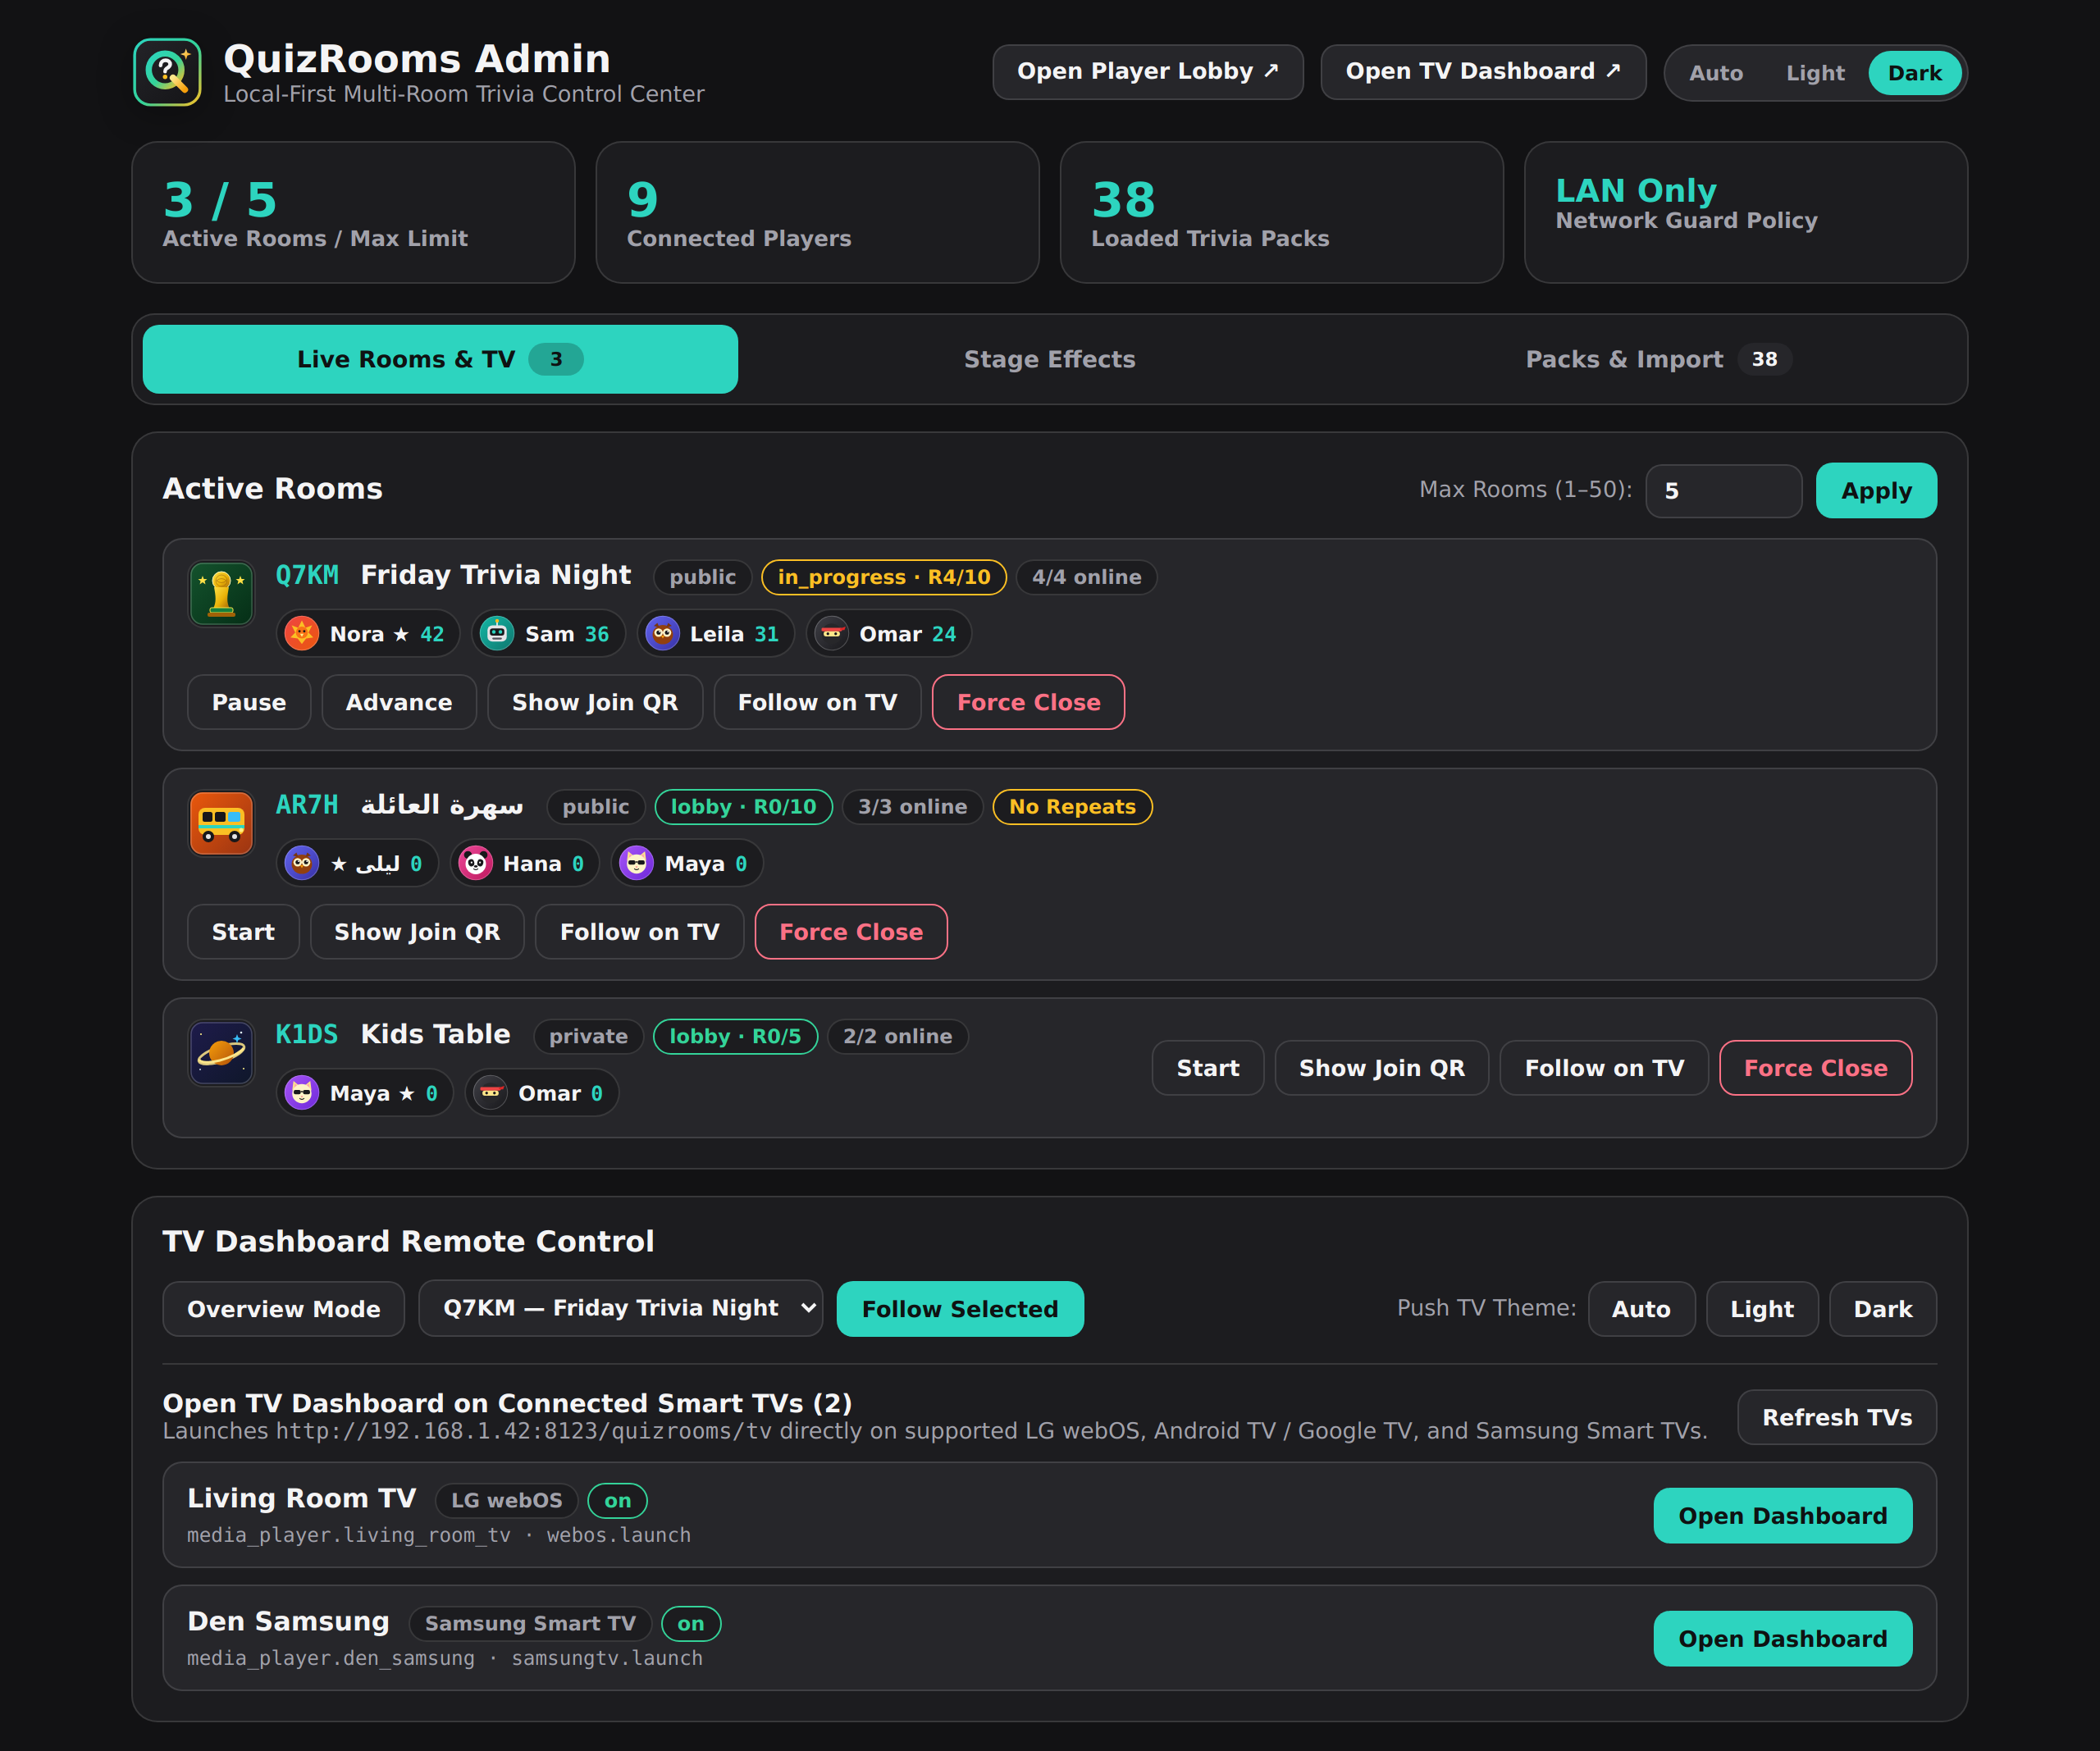 QuizRooms Admin
Local-First Multi-Room Trivia Control Center
Open Player Lobby ↗ Open TV Dashboard ↗ Auto Light Dark
3 / 5
Active Rooms / Max Limit
9
Connected Players
38
Loaded Trivia Packs
LAN Only
Network Guard Policy
Live Rooms & TV 3 Stage Effects Packs & Import 38
Active Rooms Max Rooms (1–50): 5 Apply
Q7KM Friday Trivia Night public in_progress · R4/10 4/4 online
Nora ★ 42 Sam 36 Leila 31 Omar 24
Pause Advance Show Join QR Follow on TV Force Close
AR7H سهرة العائلة public lobby · R0/10 3/3 online No Repeats
ليلى ★ 0 Hana 0 Maya 0
Start Show Join QR Follow on TV Force Close
K1DS Kids Table private lobby · R0/5 2/2 online
Maya ★ 0 Omar 0
Start Show Join QR Follow on TV Force Close
TV Dashboard Remote Control
Overview Mode Q7KM — Friday Trivia Night Follow Selected Push TV Theme: Auto Light Dark
Open TV Dashboard on Connected Smart TVs (2)
Launches http://192.168.1.42:8123/quizrooms/tv directly on supported LG webOS, Android TV / Google TV, and Samsung Smart TVs.
Refresh TVs
Living Room TV LG webOS on
media_player.living_room_tv · webos.launch
Open Dashboard
Den Samsung Samsung Smart TV on
media_player.den_samsung · samsungtv.launch
Open Dashboard